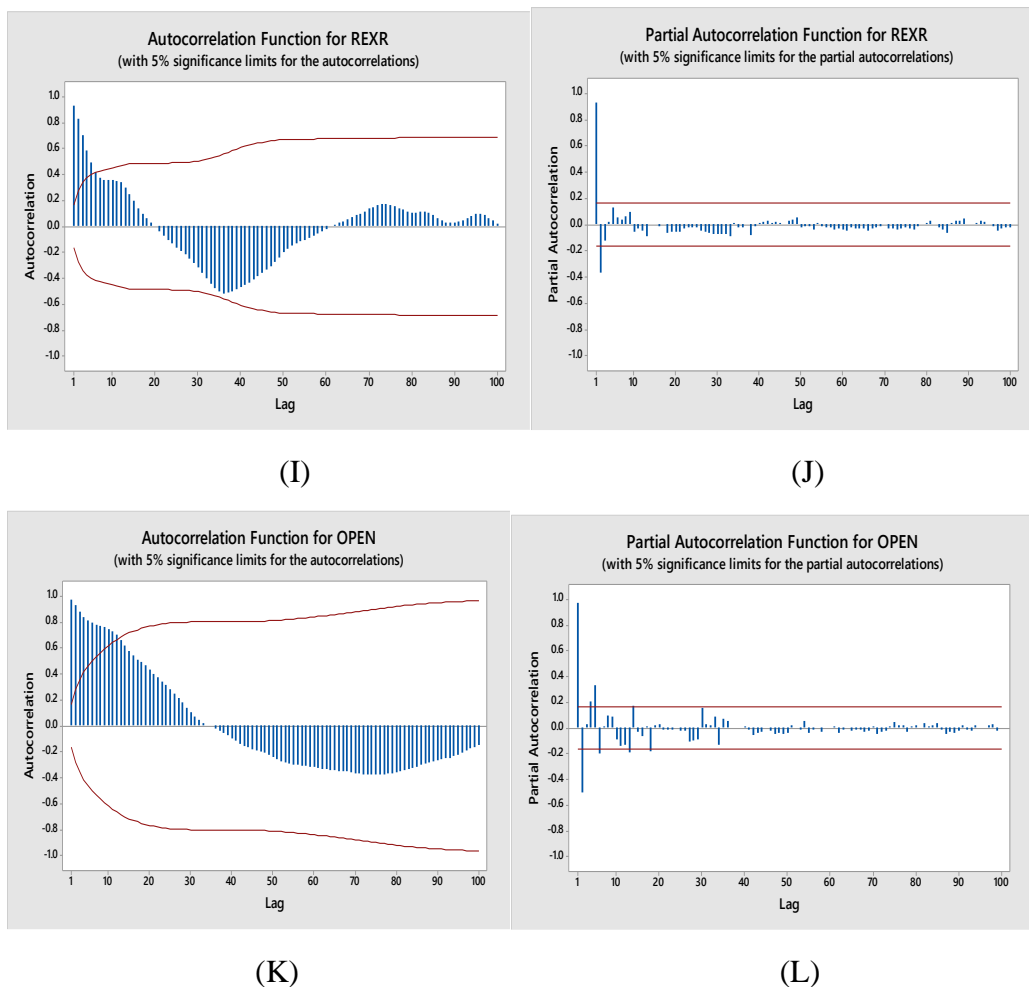 Autocorrelation Function for REXR
(with 5% significance limits for the autocorrelations)
Autocorrelation
1.0
0.8
0.6
0.4
0.2
0.0
-0.2
-0.4
-0.6
-0.8
-1.0
1 10 20 30 40 50 60 70 80 90 100
Lag
(I)
Partial Autocorrelation Function for REXR
(with 5% significance limits for the partial autocorrelations)
Partial Autocorrelation
1.0
0.8
0.6
0.4
0.2
0.0
-0.2
-0.4
-0.6
-0.8
-1.0
1 10 20 30 40 50 60 70 80 90 100
Lag
(J)
Autocorrelation Function for OPEN
(with 5% significance limits for the autocorrelations)
Autocorrelation
1.0
0.8
0.6
0.4
0.2
0.0
-0.2
-0.4
-0.6
-0.8
-1.0
1 10 20 30 40 50 60 70 80 90 100
Lag
(K)
Partial Autocorrelation Function for OPEN
(with 5% significance limits for the partial autocorrelations)
Partial Autocorrelation
1.0
0.8
0.6
0.4
0.2
0.0
-0.2
-0.4
-0.6
-0.8
-1.0
1 10 20 30 40 50 60 70 80 90 100
Lag
(L)